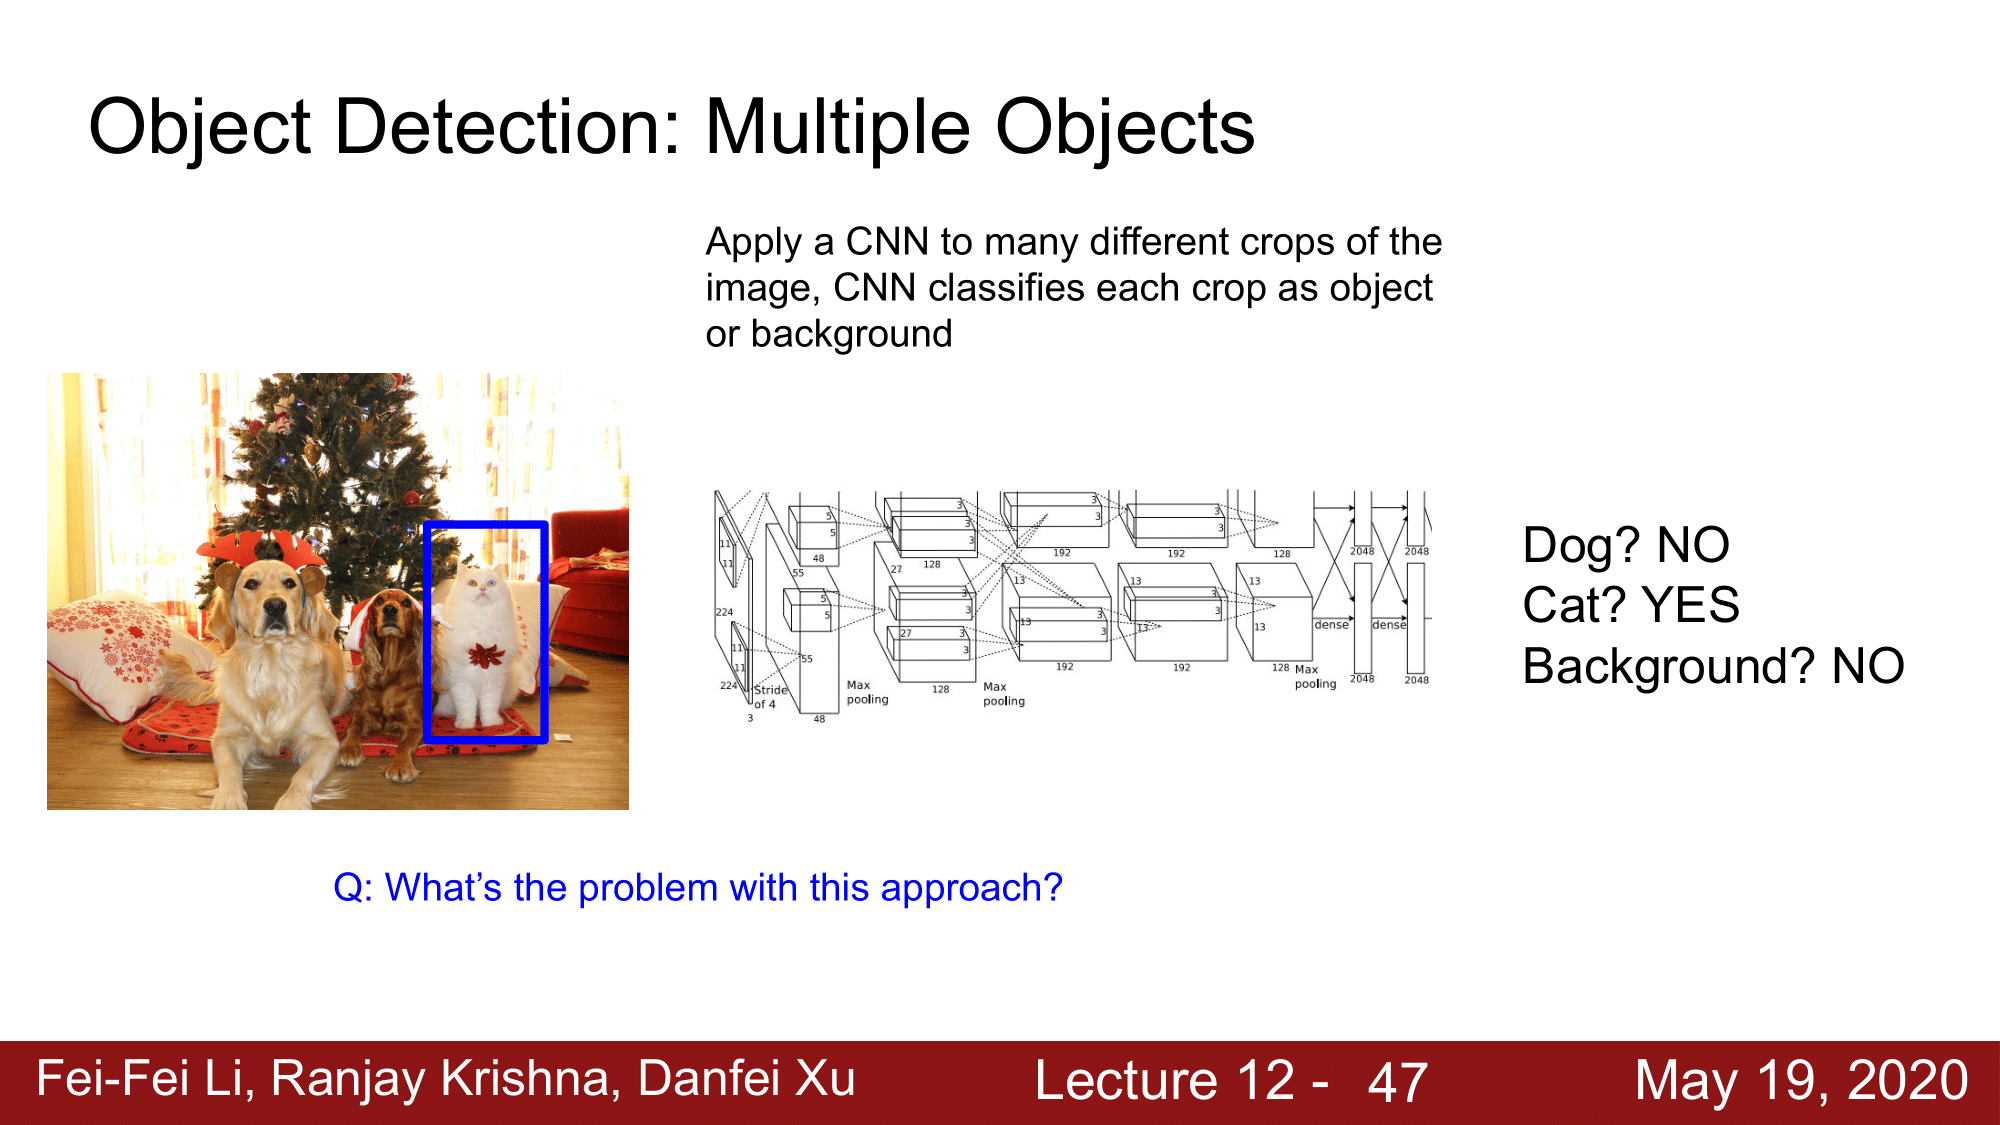 Object Detection: Multiple Objects
Apply a CNN to many different crops of the
image, CNN classifies each crop as object
or background
11
11
224
11
11
224
3
Stride
of 4
5
5
48
55
5
5
55
48
Max
pooling
3
3
3
27
128
3
3
27
3
3
128
Max
pooling
3
3
192
13
3
13
3
192
3
3
192
13
3
3
13
192
128
13
13
128
Max
pooling
dense
dense
2048
2048
2048
2048
Dog? NO
Cat? YES
Background? NO
Q: What’s the problem with this approach?
Fei-Fei Li, Ranjay Krishna, Danfei Xu
Lecture 12 - 47
May 19, 2020